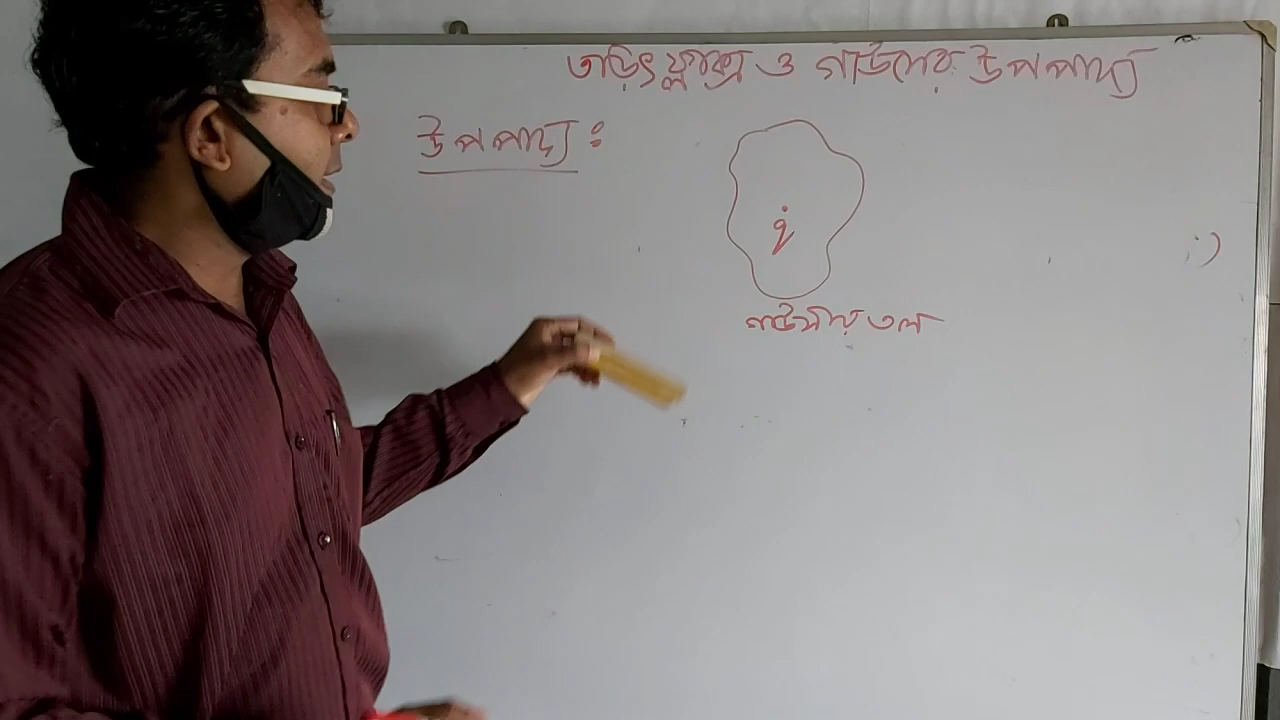 তড়িৎ ফ্লাক্স ও গাউসের উপপাদ্য
উপপাদ্য :
q
গাউসীয় তল